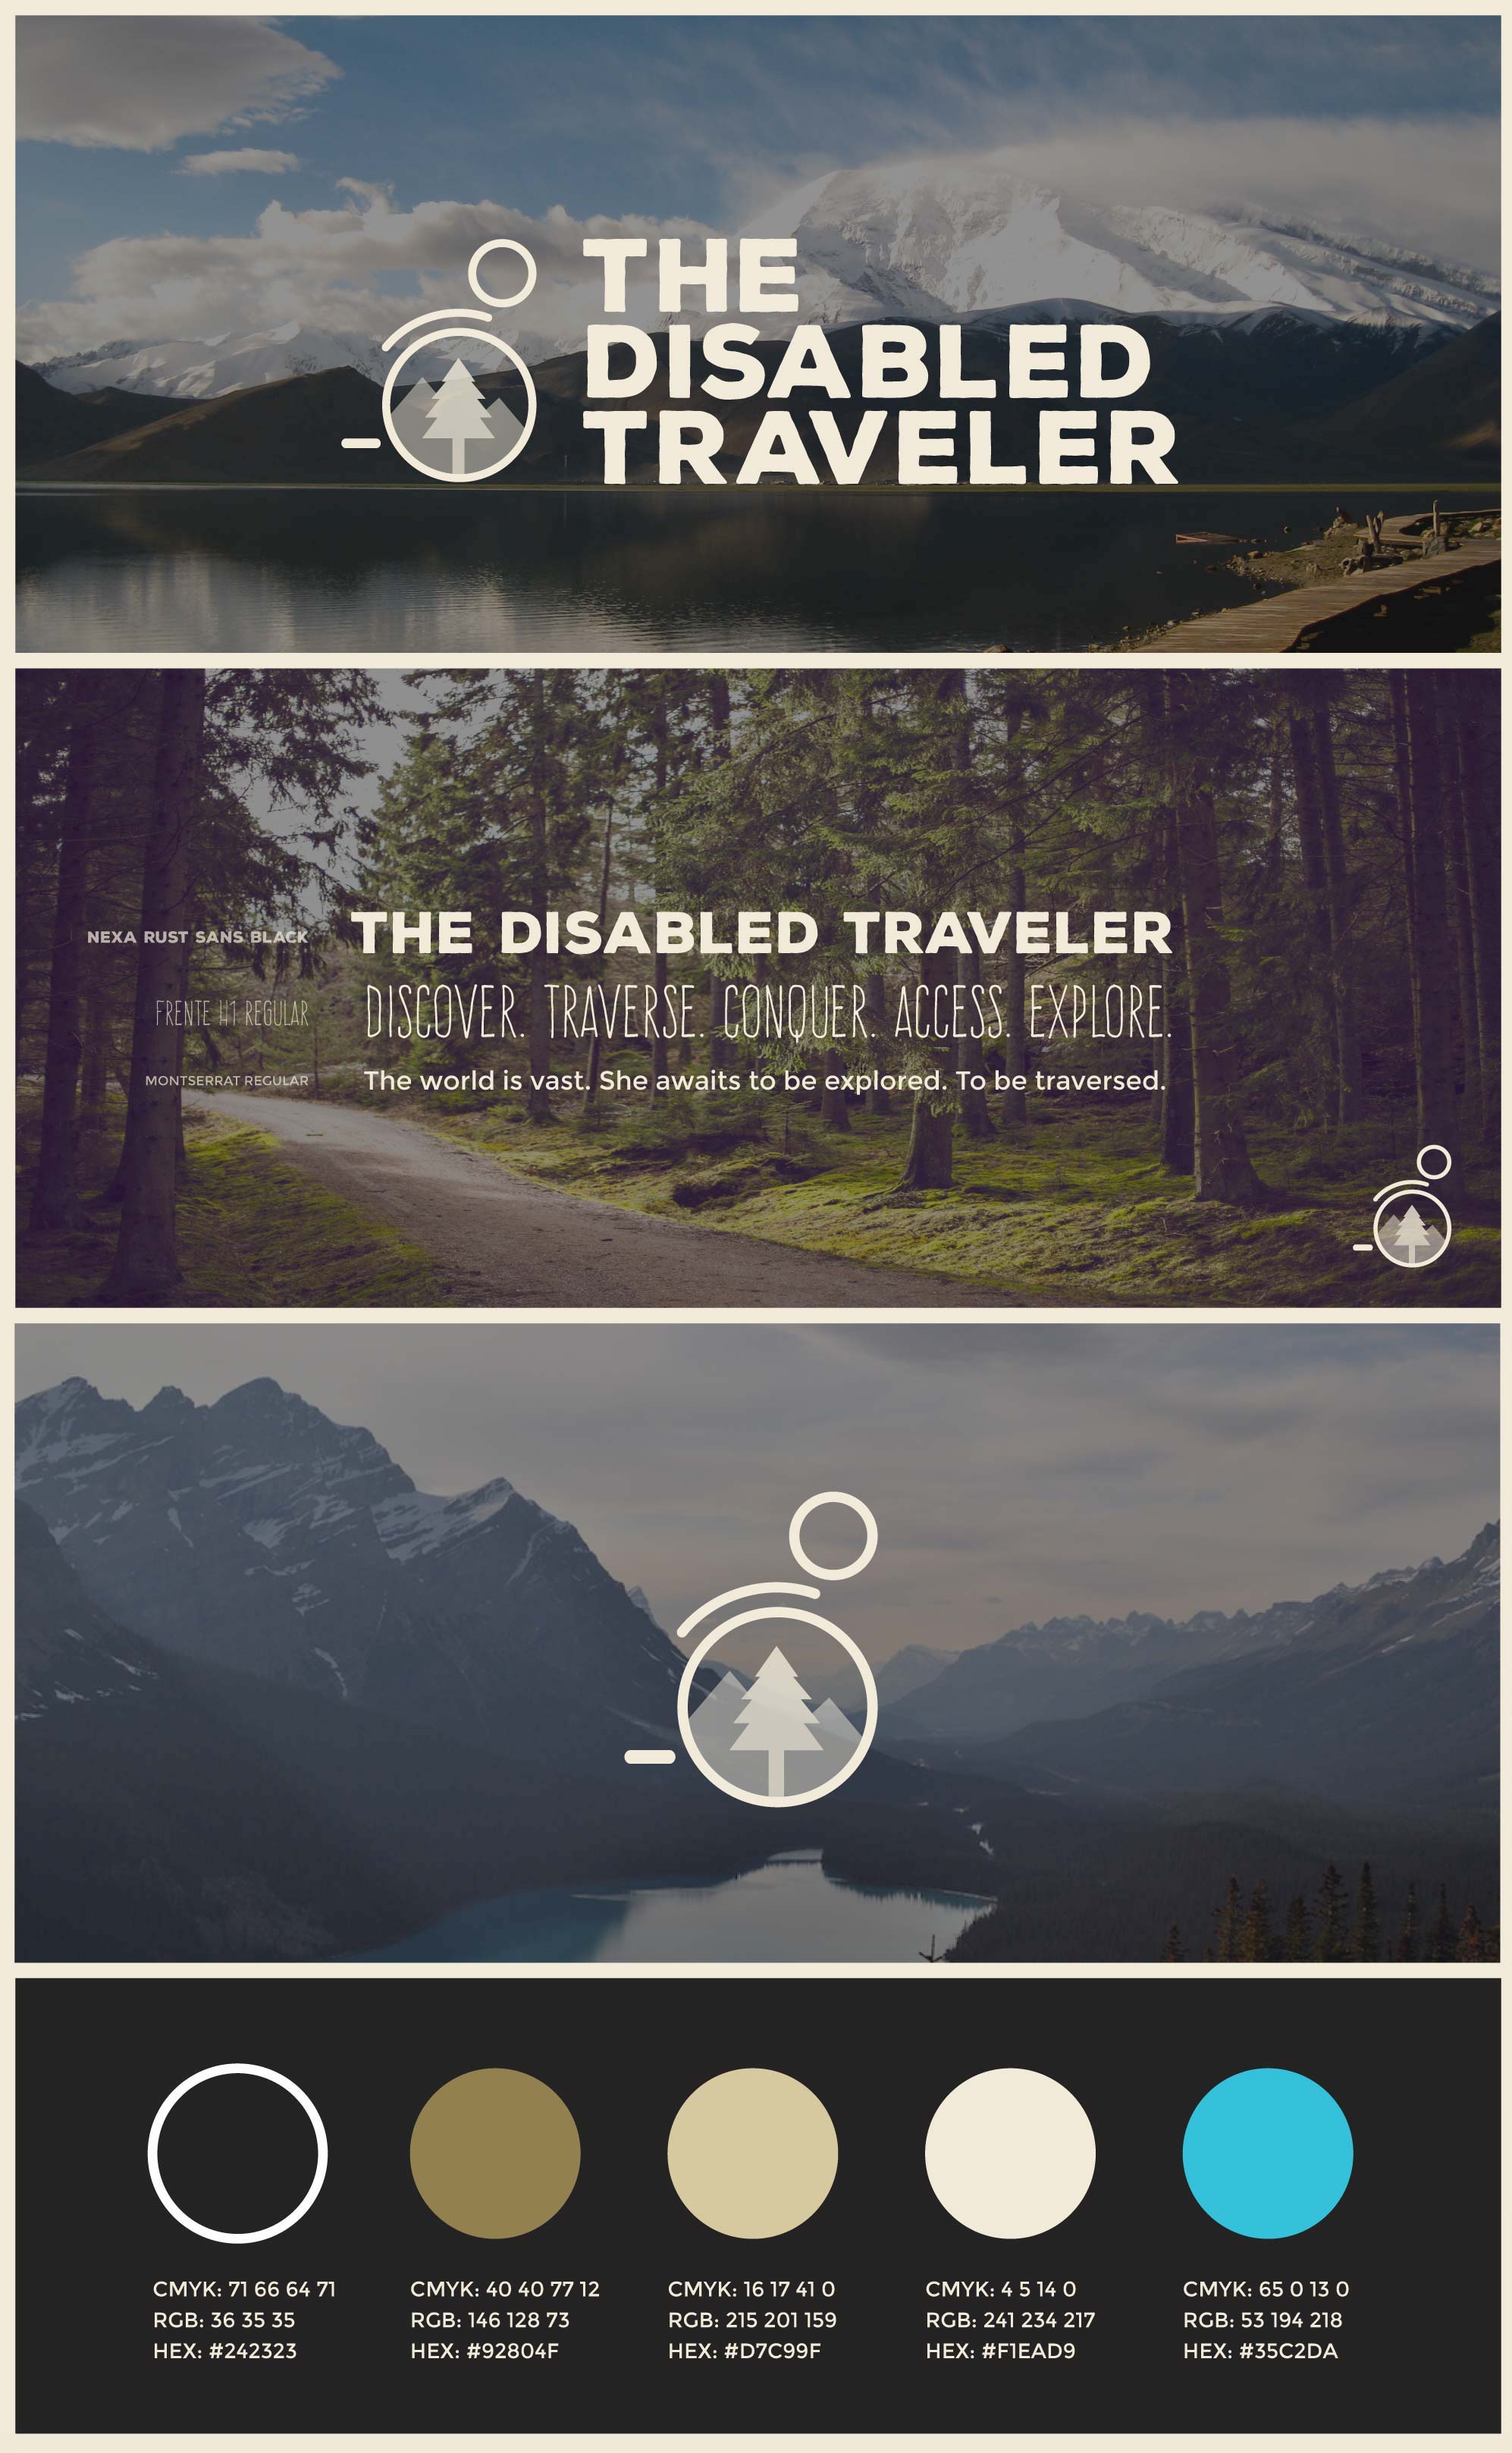 THE
DISABLED
TRAVELER
NEXA RUST SANS BLACK
THE DISABLED TRAVELER
FRENTE H1 REGULAR
DISCOVER. TRAVERSE. CONQUER. ACCESS. EXPLORE.
MONTSERRAT REGULAR
The world is vast. She awaits to be explored. To be traversed.
CMYK: 71 66 64 71
RGB: 36 35 35
HEX: #242323
CMYK: 40 40 77 12
RGB: 146 128 73
HEX: #92804F
CMYK: 16 17 41 0
RGB: 215 201 159
HEX: #D7C99F
CMYK: 4 5 14 0
RGB: 241 234 217
HEX: #F1EAD9
CMYK: 65 0 13 0
RGB: 53 194 218
HEX: #35C2DA